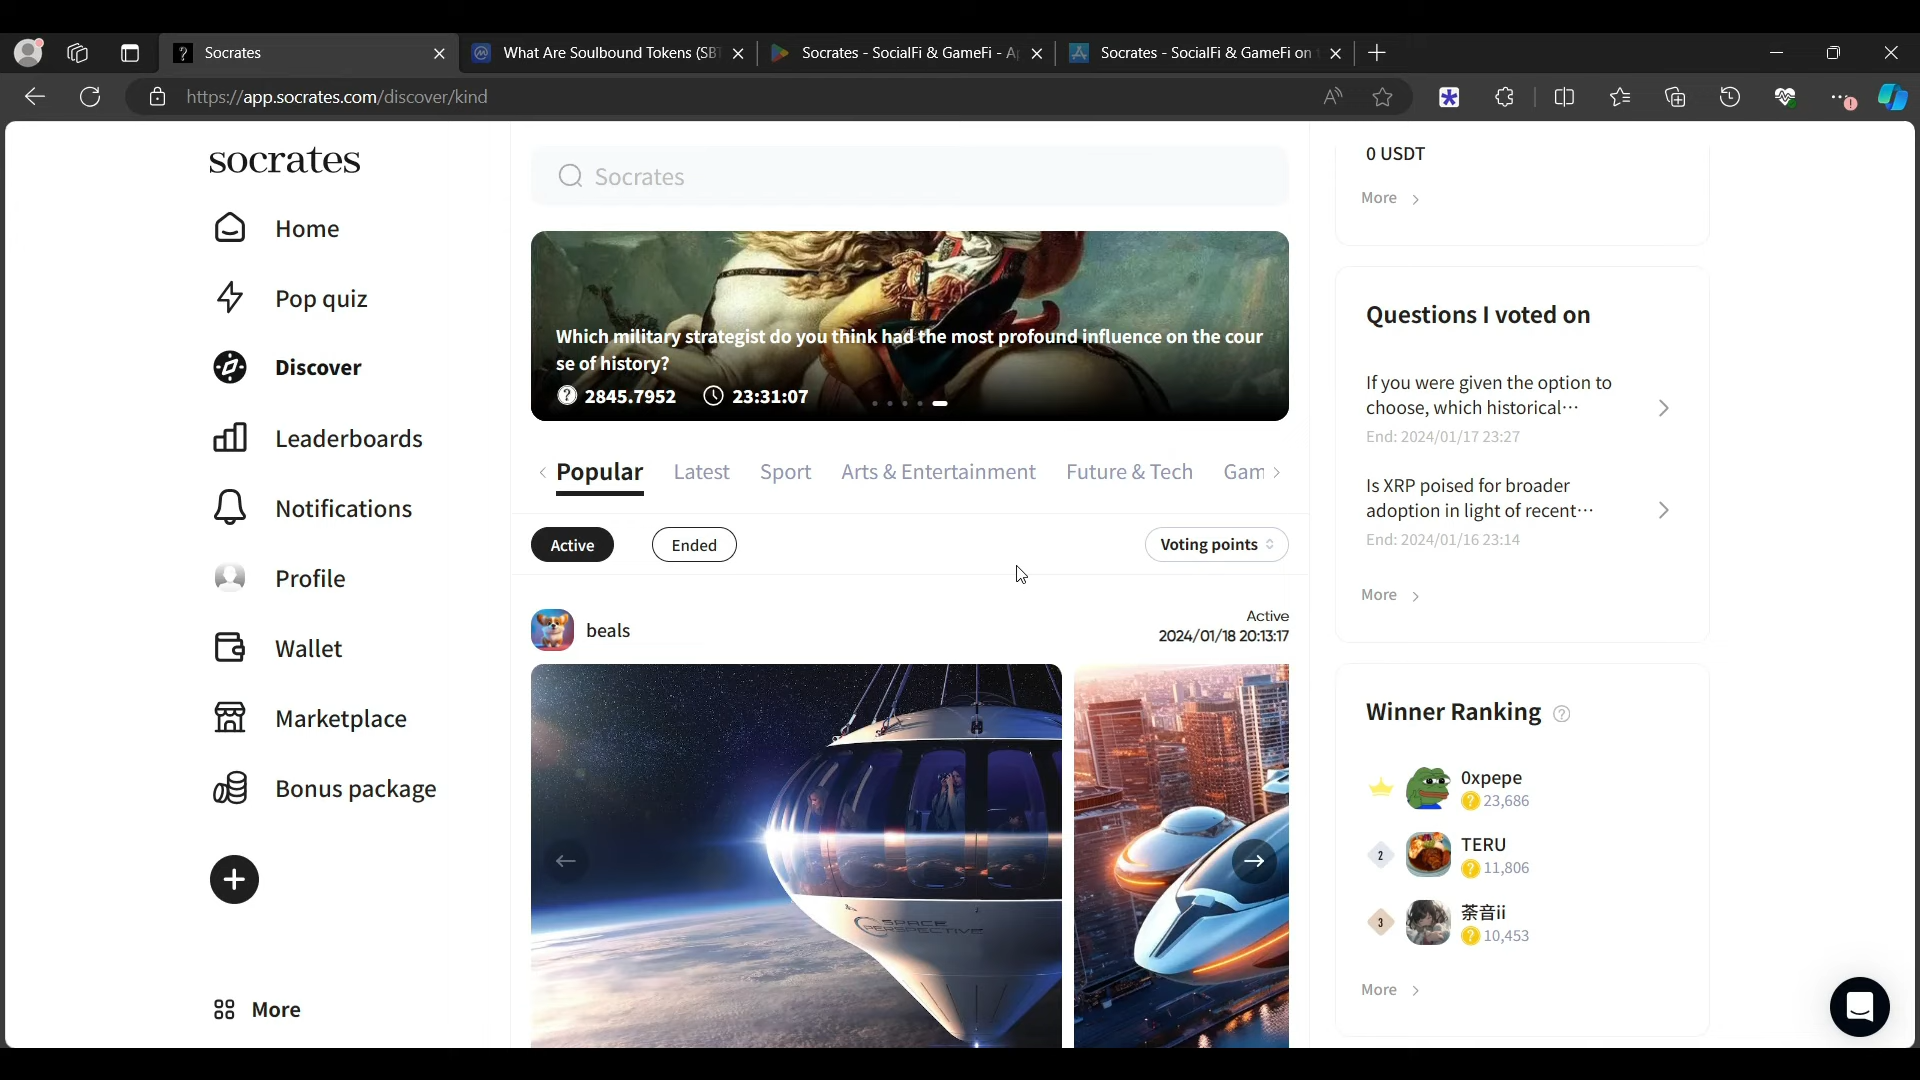 Socrates
What Are Soulbound Tokens (SBT
Socrates - SocialFi & GameFi - Ap
Socrates - SocialFi & GameFi on
https://app.socrates.com/discover/kind
socrates
Home
Pop quiz
Discover
Leaderboards
Notifications
Profile
Wallet
Marketplace
Bonus package
More
Socrates
Which military strategist do you think had the most profound influence on the cour
se of history?
2845.7952 23:31:07
Popular Latest Sport Arts & Entertainment Future & Tech Gam
Active Ended Voting points
beals
Active
2024/01/18 20:13:17
SPACE
PERSPECTIVE
0 USDT
More
Questions I voted on
If you were given the option to
choose, which historical···
End: 2024/01/17 23:27
Is XRP poised for broader
adoption in light of recent···
End: 2024/01/16 23:14
More
Winner Ranking
0xpepe
23,686
2
TERU
11,806
3
茶音ii
10,453
More